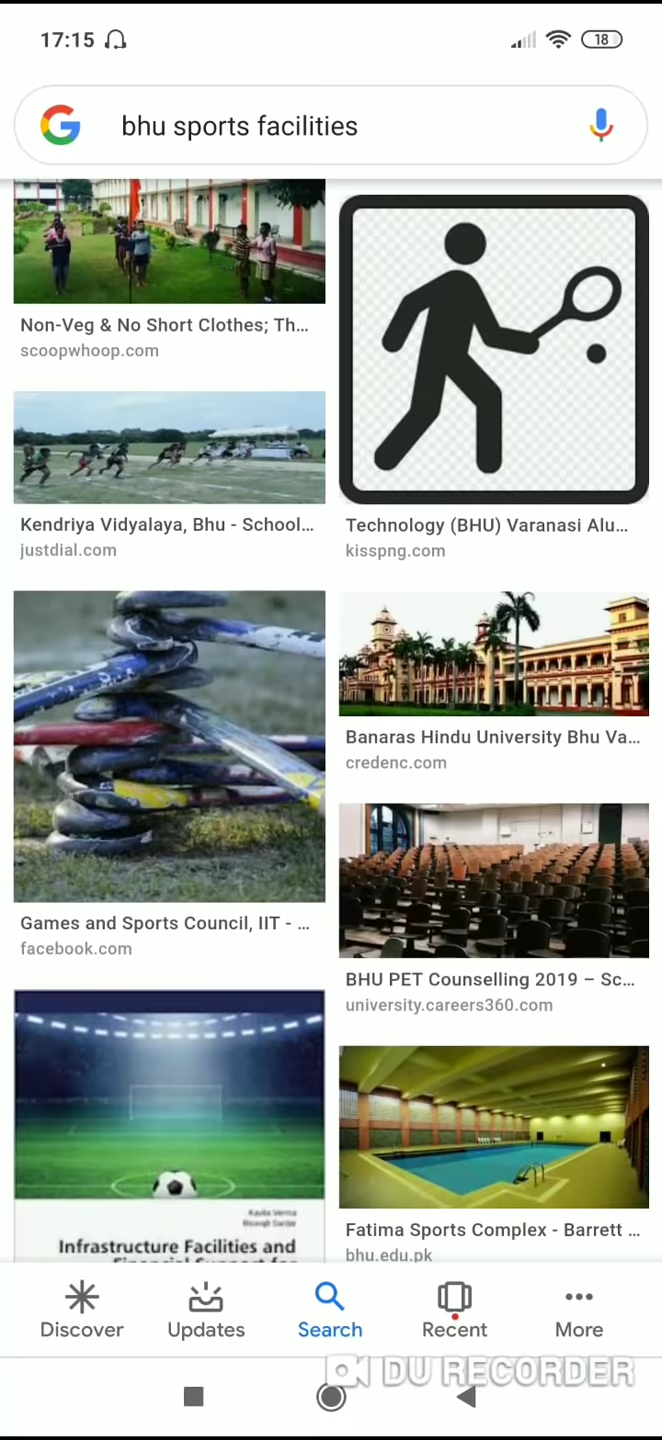 17:15
18
bhu sports facilities
Non-Veg & No Short Clothes; Th...
scoopwhoop.com
Kendriya Vidyalaya, Bhu - School...
justdial.com
Games and Sports Council, IIT - ...
facebook.com
Kavita Verma
Infrastructure Facilities and
Technology (BHU) Varanasi Alu...
kisspng.com
Banaras Hindu University Bhu Va...
credenc.com
BHU PET Counselling 2019 – Sc...
university.careers360.com
Fatima Sports Complex - Barrett ...
bhu.edu.pk
Discover
Updates
Search
Recent
More
DU RECORDER